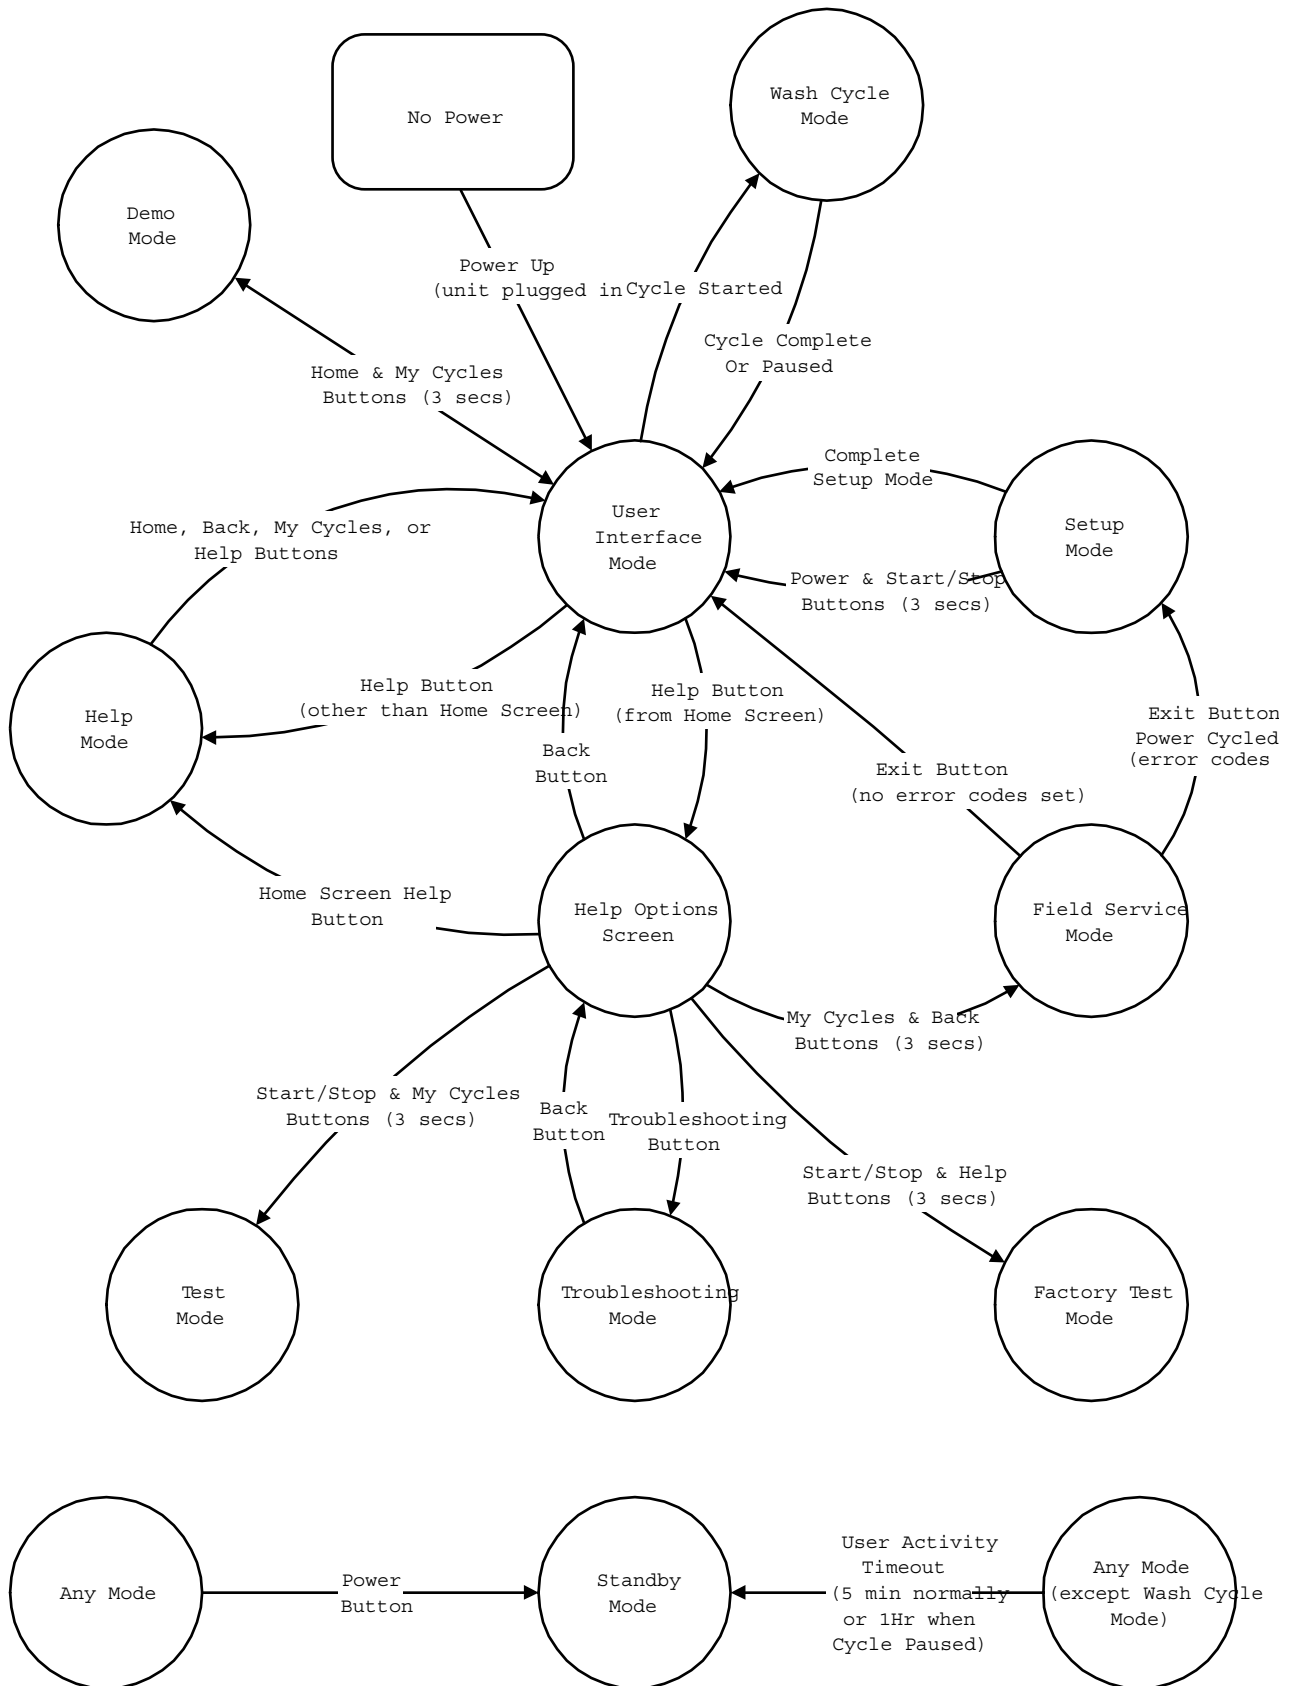 Wash Cycle
Mode
No Power
Demo
Mode
Power Up
(unit plugged in
Cycle Started
Cycle Complete
Or Paused
Home & My Cycles
Buttons (3 secs)
Complete
Setup Mode
User
Interface
Mode
Setup
Mode
Home, Back, My Cycles, or
Help Buttons
Power & Start/Stop
Buttons (3 secs)
Help Button
(other than Home Screen)
Help Button
(from Home Screen)
Help
Mode
Exit Button
Power Cycled
(error codes
Back
Button
Exit Button
(no error codes set)
Home Screen Help
Button
Help Options
Screen
Field Service
Mode
My Cycles & Back
Buttons (3 secs)
Start/Stop & My Cycles
Buttons (3 secs)
Back
Button
Troubleshooting
Button
Start/Stop & Help
Buttons (3 secs)
Test
Mode
Troubleshooting
Mode
Factory Test
Mode
Any Mode
Power
Button
Standby
Mode
User Activity
Timeout
(5 min normally
or 1Hr when
Cycle Paused)
Any Mode
(except Wash Cycle
Mode)